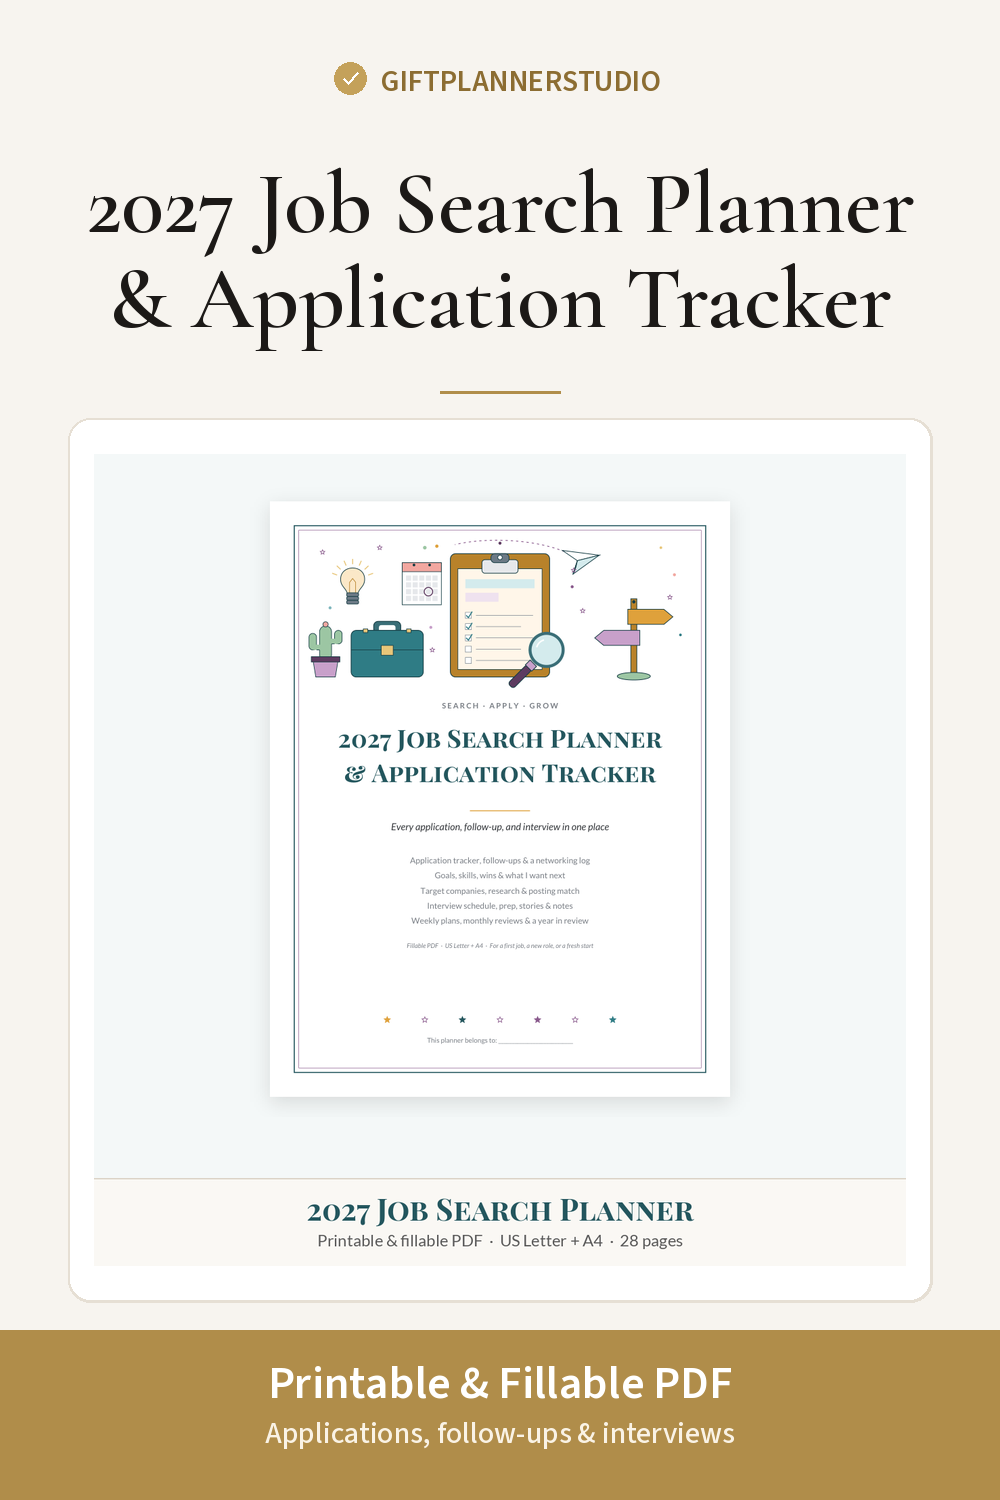 GIFTPLANNERSTUDIO
2027 Job Search Planner
& Application Tracker
SEARCH · APPLY · GROW
2027 Job Search Planner
& Application Tracker
Every application, follow-up, and interview in one place
Application tracker, follow-ups & a networking log
Goals, skills, wins & what I want next
Target companies, research & posting match
Interview schedule, prep, stories & notes
Weekly plans, monthly reviews & a year in review
Fillable PDF · US Letter + A4 · For a first job, a new role, or a fresh start
This planner belongs to: ____________________
2027 Job Search Planner
Printable & fillable PDF · US Letter + A4 · 28 pages
Printable & Fillable PDF
Applications, follow-ups & interviews